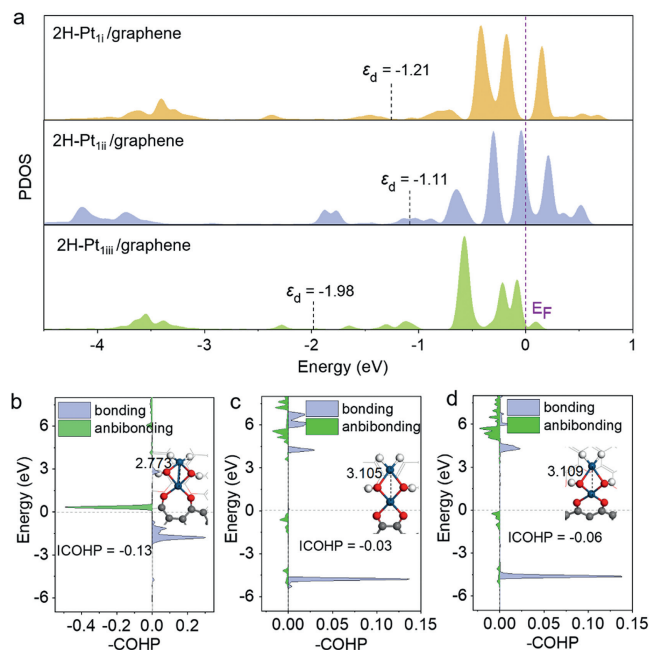 a
2H-Pt1i/graphene
εd = -1.21
2H-Pt1ii/graphene
εd = -1.11
2H-Pt1iii/graphene
εd = -1.98
EF
PDOS
-4 -3 -2 -1 0 1
Energy (eV)
b
bonding
anbibonding
2.773
ICOHP = -0.13
Energy (eV)
6
3
0
-3
-6
-0.4 -0.2 0.0 0.2
-COHP
c
bonding
anbibonding
3.105
ICOHP = -0.03
Energy (eV)
6
3
0
-3
-6
0.00 0.05 0.10 0.15
-COHP
d
bonding
anbibonding
3.109
ICOHP = -0.06
Energy (eV)
6
3
0
-3
-6
0.00 0.05 0.10 0.15
-COHP